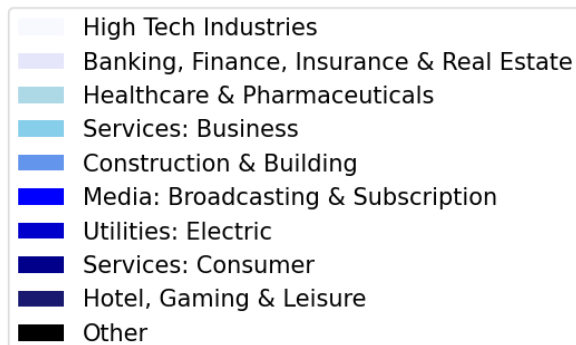 High Tech Industries
Banking, Finance, Insurance & Real Estate
Healthcare & Pharmaceuticals
Services: Business
Construction & Building
Media: Broadcasting & Subscription
Utilities: Electric
Services: Consumer
Hotel, Gaming & Leisure
Other